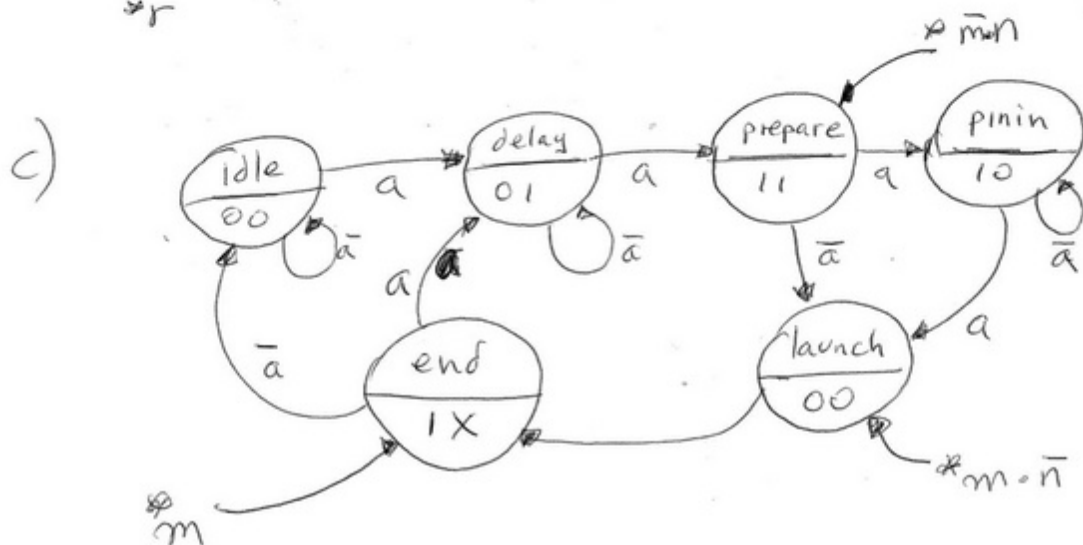 *r
* m̅·n
c)
idle
00
a
ā
delay
01
a
ā
prepare
11
a
ā
pinin
10
ā
a
a
ā
end
1X
launch
00
*m
*m·n̅